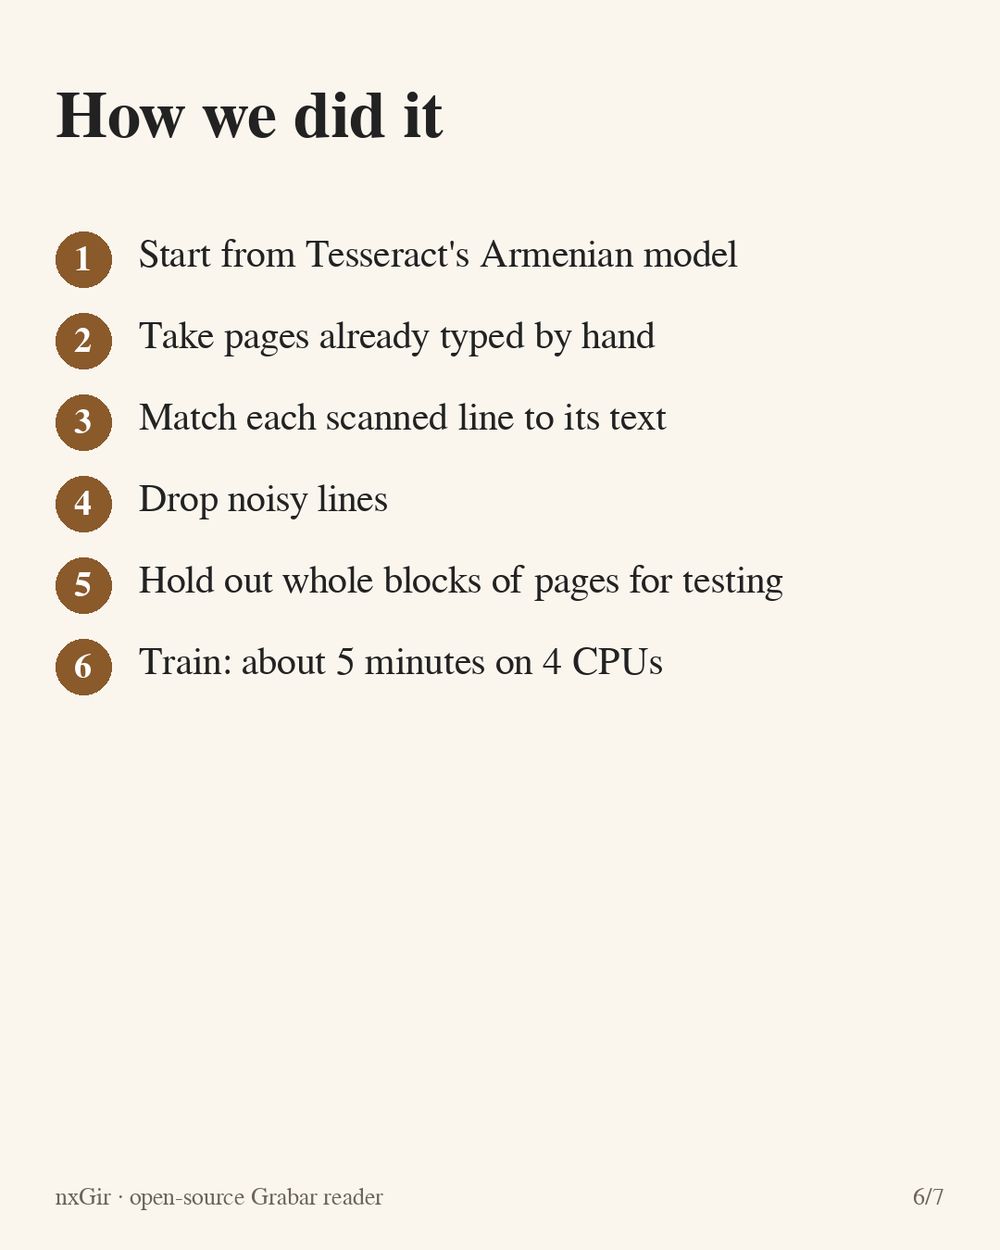 How we did it
1 Start from Tesseract's Armenian model
2 Take pages already typed by hand
3 Match each scanned line to its text
4 Drop noisy lines
5 Hold out whole blocks of pages for testing
6 Train: about 5 minutes on 4 CPUs
nxGir · open-source Grabar reader 6/7